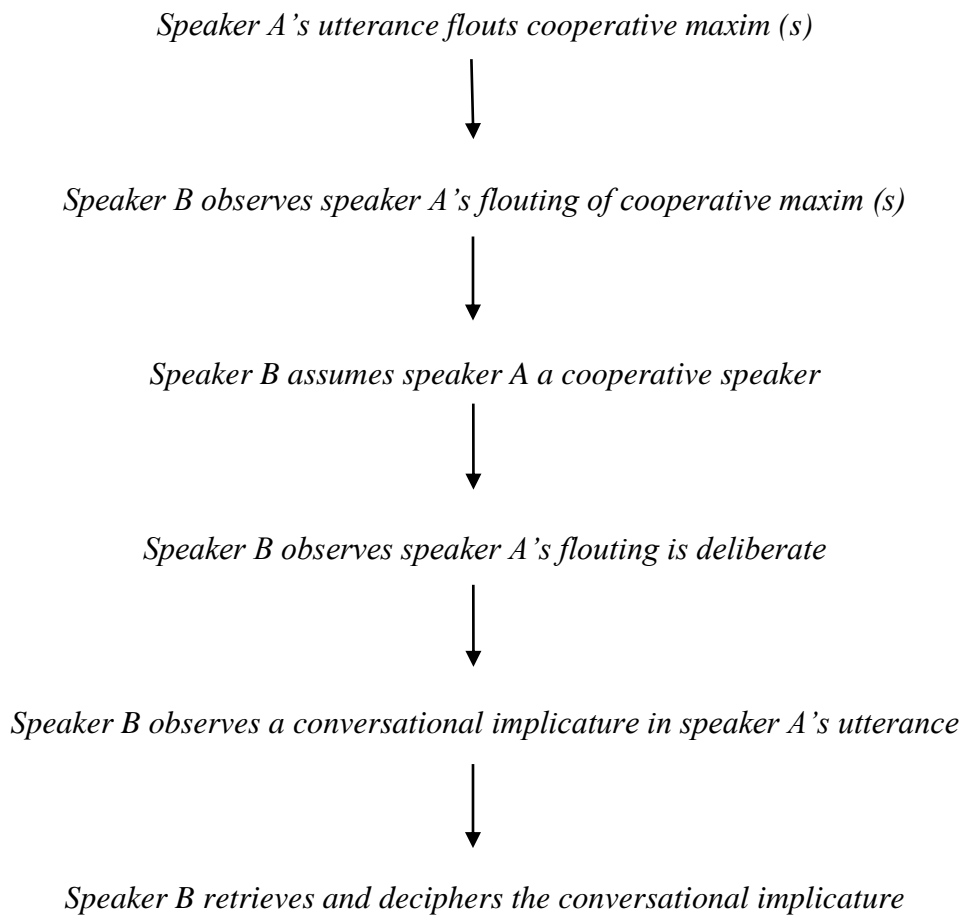 Speaker A’s utterance flouts cooperative maxim (s)
Speaker B observes speaker A’s flouting of cooperative maxim (s)
Speaker B assumes speaker A a cooperative speaker
Speaker B observes speaker A’s flouting is deliberate
Speaker B observes a conversational implicature in speaker A’s utterance
Speaker B retrieves and deciphers the conversational implicature